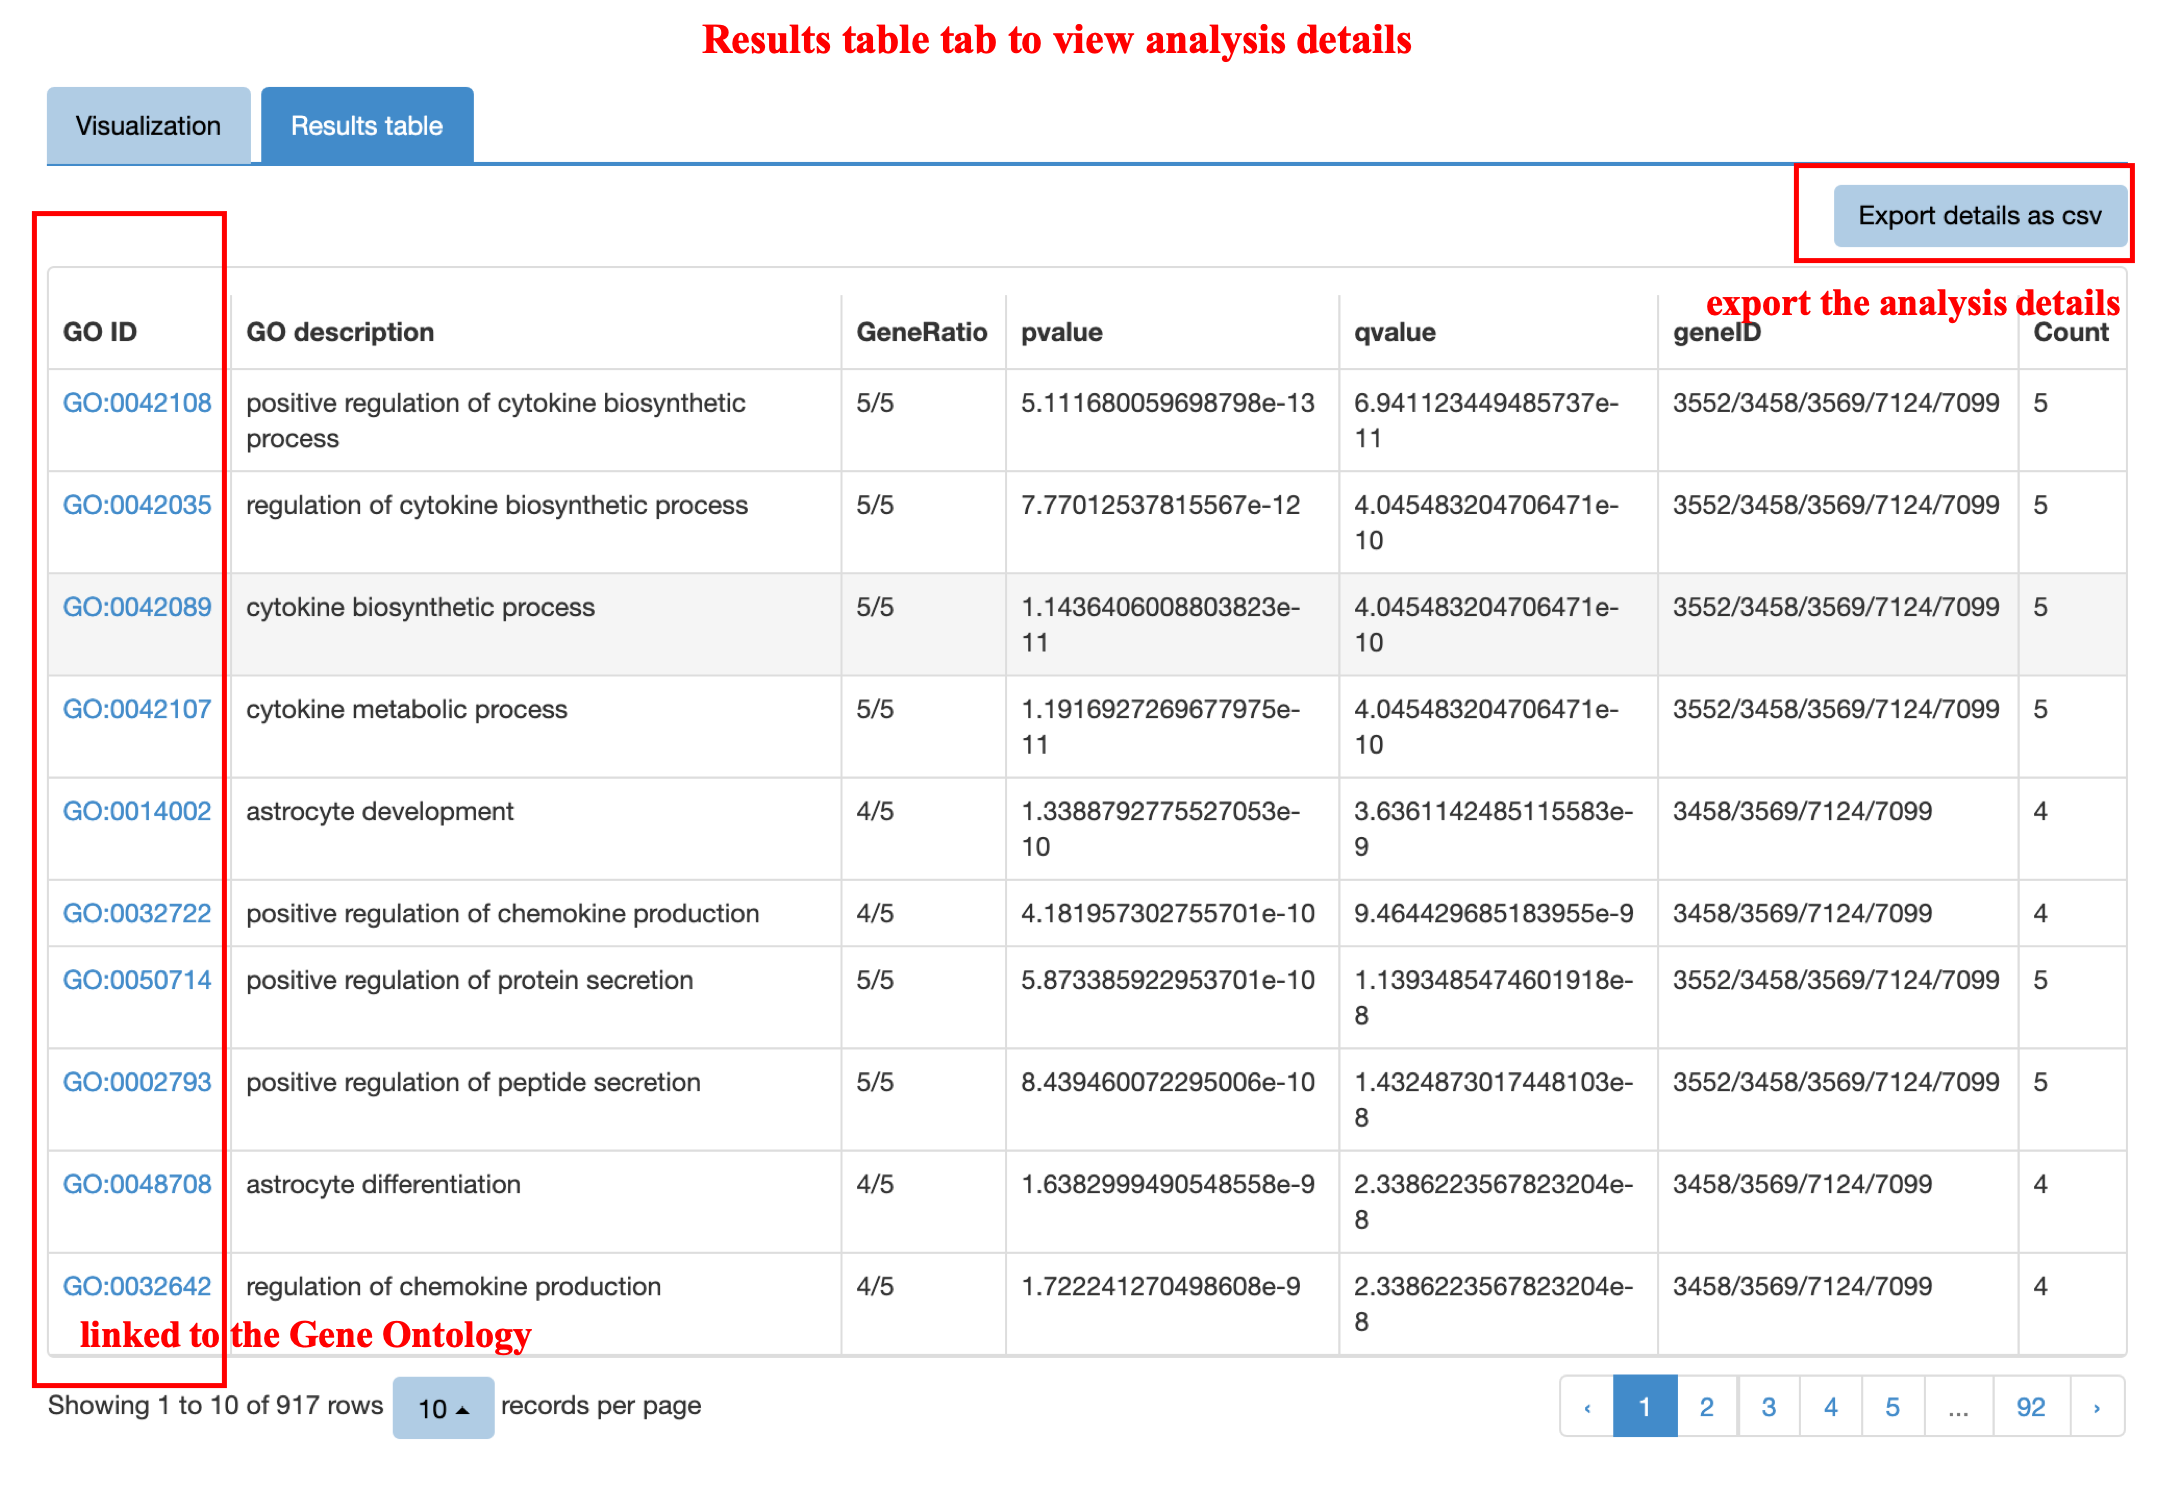 Results table tab to view analysis details
Visualization Results table
Export details as csv
export the analysis details
GO ID GO description GeneRatio pvalue qvalue geneID Count
GO:0042108 positive regulation of cytokine biosynthetic 5/5 5.111680059698798e-13 6.941123449485737e- 3552/3458/3569/7124/7099 5
process 11
GO:0042035 regulation of cytokine biosynthetic process 5/5 7.77012537815567e-12 4.045483204706471e- 3552/3458/3569/7124/7099 5
10
GO:0042089 cytokine biosynthetic process 5/5 1.1436406008803823e- 4.045483204706471e- 3552/3458/3569/7124/7099 5
11 10
GO:0042107 cytokine metabolic process 5/5 1.1916927269677975e- 4.045483204706471e- 3552/3458/3569/7124/7099 5
11 10
GO:0014002 astrocyte development 4/5 1.3388792775527053e- 3.6361142485115583e- 3458/3569/7124/7099 4
10 9
GO:0032722 positive regulation of chemokine production 4/5 4.181957302755701e-10 9.464429685183955e-9 3458/3569/7124/7099 4
GO:0050714 positive regulation of protein secretion 5/5 5.873385922953701e-10 1.1393485474601918e- 3552/3458/3569/7124/7099 5
8
GO:0002793 positive regulation of peptide secretion 5/5 8.439460072295006e-10 1.4324873017448103e- 3552/3458/3569/7124/7099 5
8
GO:0048708 astrocyte differentiation 4/5 1.6382999490548558e-9 2.3386223567823204e- 3458/3569/7124/7099 4
8
GO:0032642 regulation of chemokine production 4/5 1.722241270498608e-9 2.3386223567823204e- 3458/3569/7124/7099 4
8
linked to the Gene Ontology
Showing 1 to 10 of 917 rows 10 records per page ‹ 1 2 3 4 5 ... 92 ›